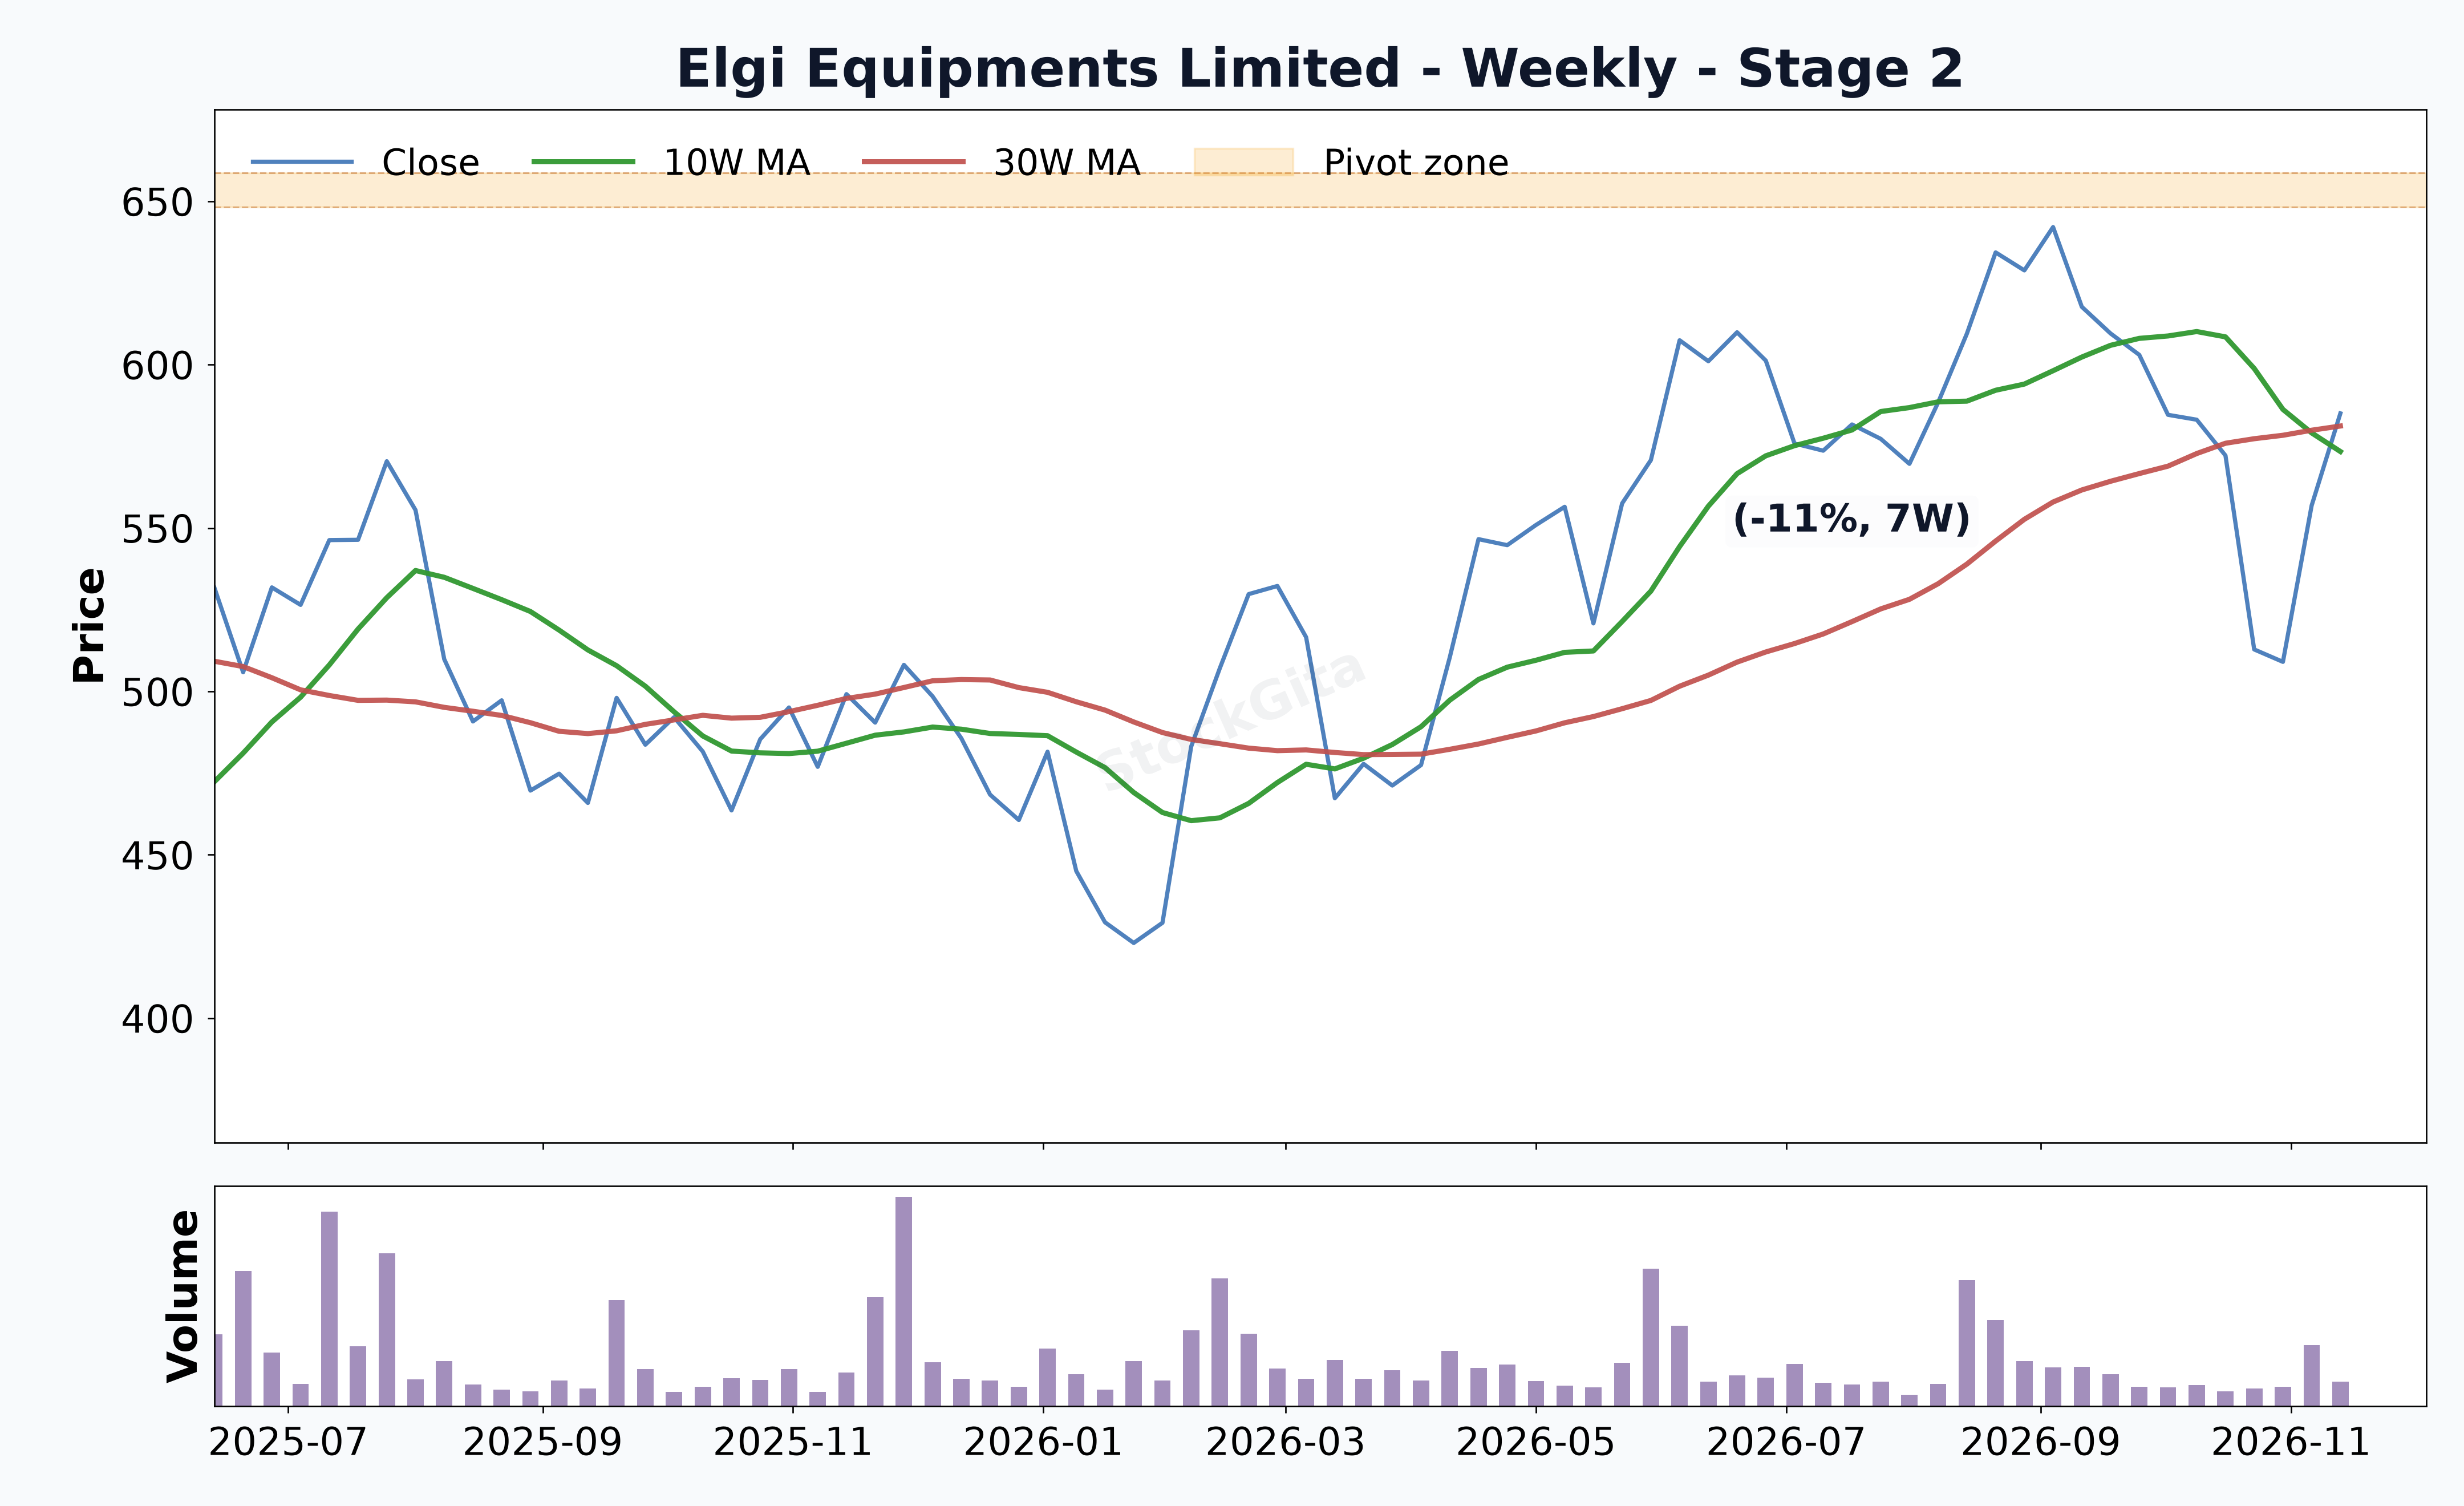 Elgi Equipments Limited - Weekly - Stage 2
Close 10W MA 30W MA Pivot zone
650
600
550
500
450
400
Price
(-11%, 7W)
StockGita
Volume
2025-07 2025-09 2025-11 2026-01 2026-03 2026-05 2026-07 2026-09 2026-11